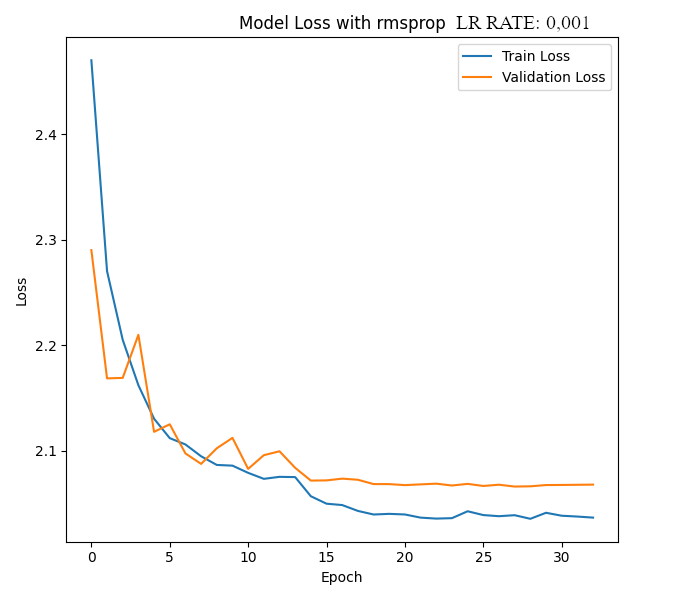 Model Loss with rmsprop LR RATE: 0,001
Train Loss
Validation Loss
2.4
2.3
2.2
2.1
Loss
0 5 10 15 20 25 30
Epoch